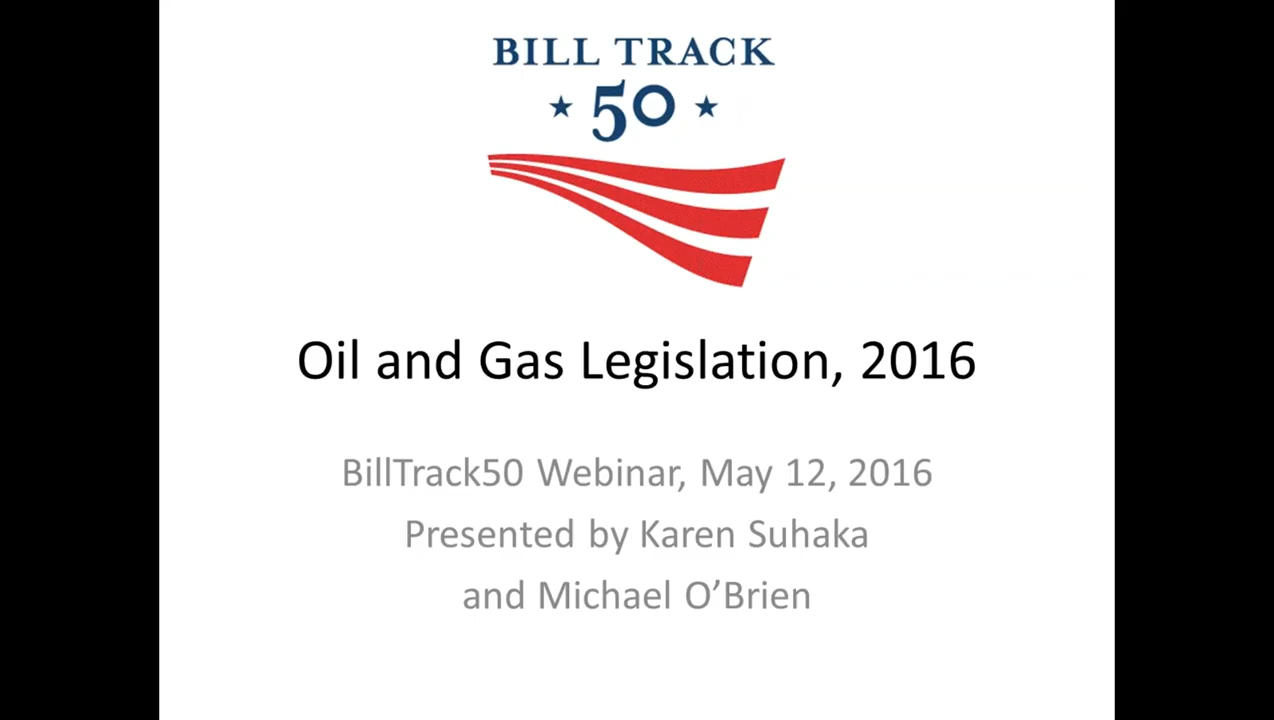 BILL TRACK
★ 50 ★
Oil and Gas Legislation, 2016
BillTrack50 Webinar, May 12, 2016
Presented by Karen Suhaka
and Michael O’Brien